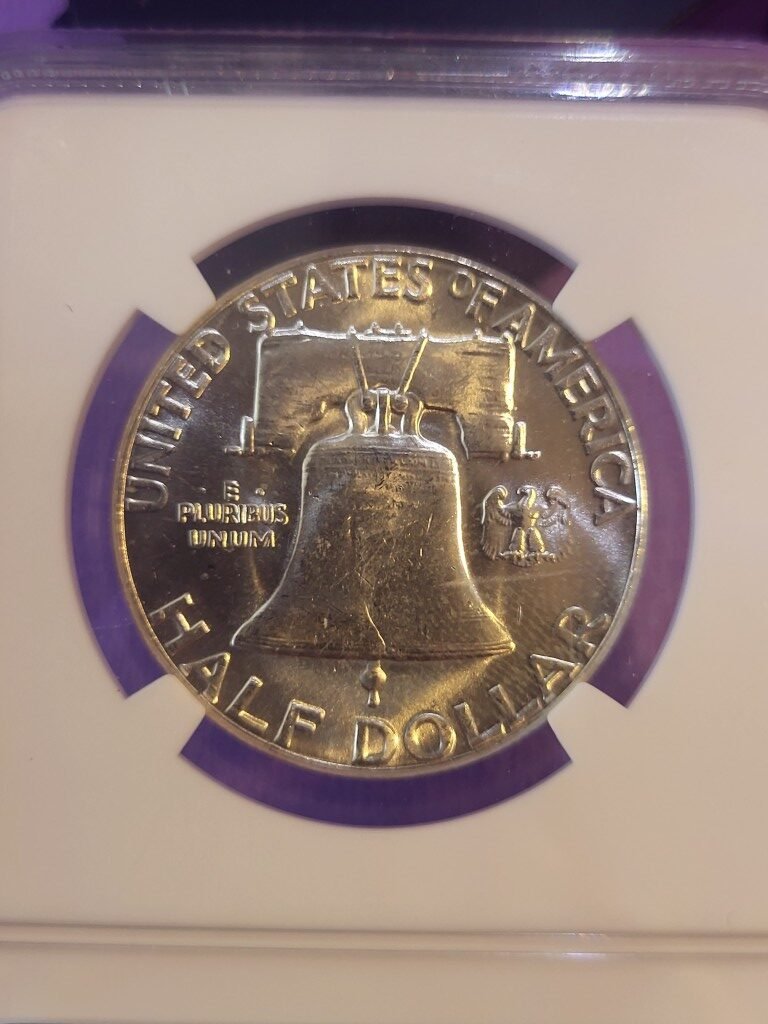 UNITED STATES OF AMERICA
E
PLURIBUS
UNUM
HALF DOLLAR